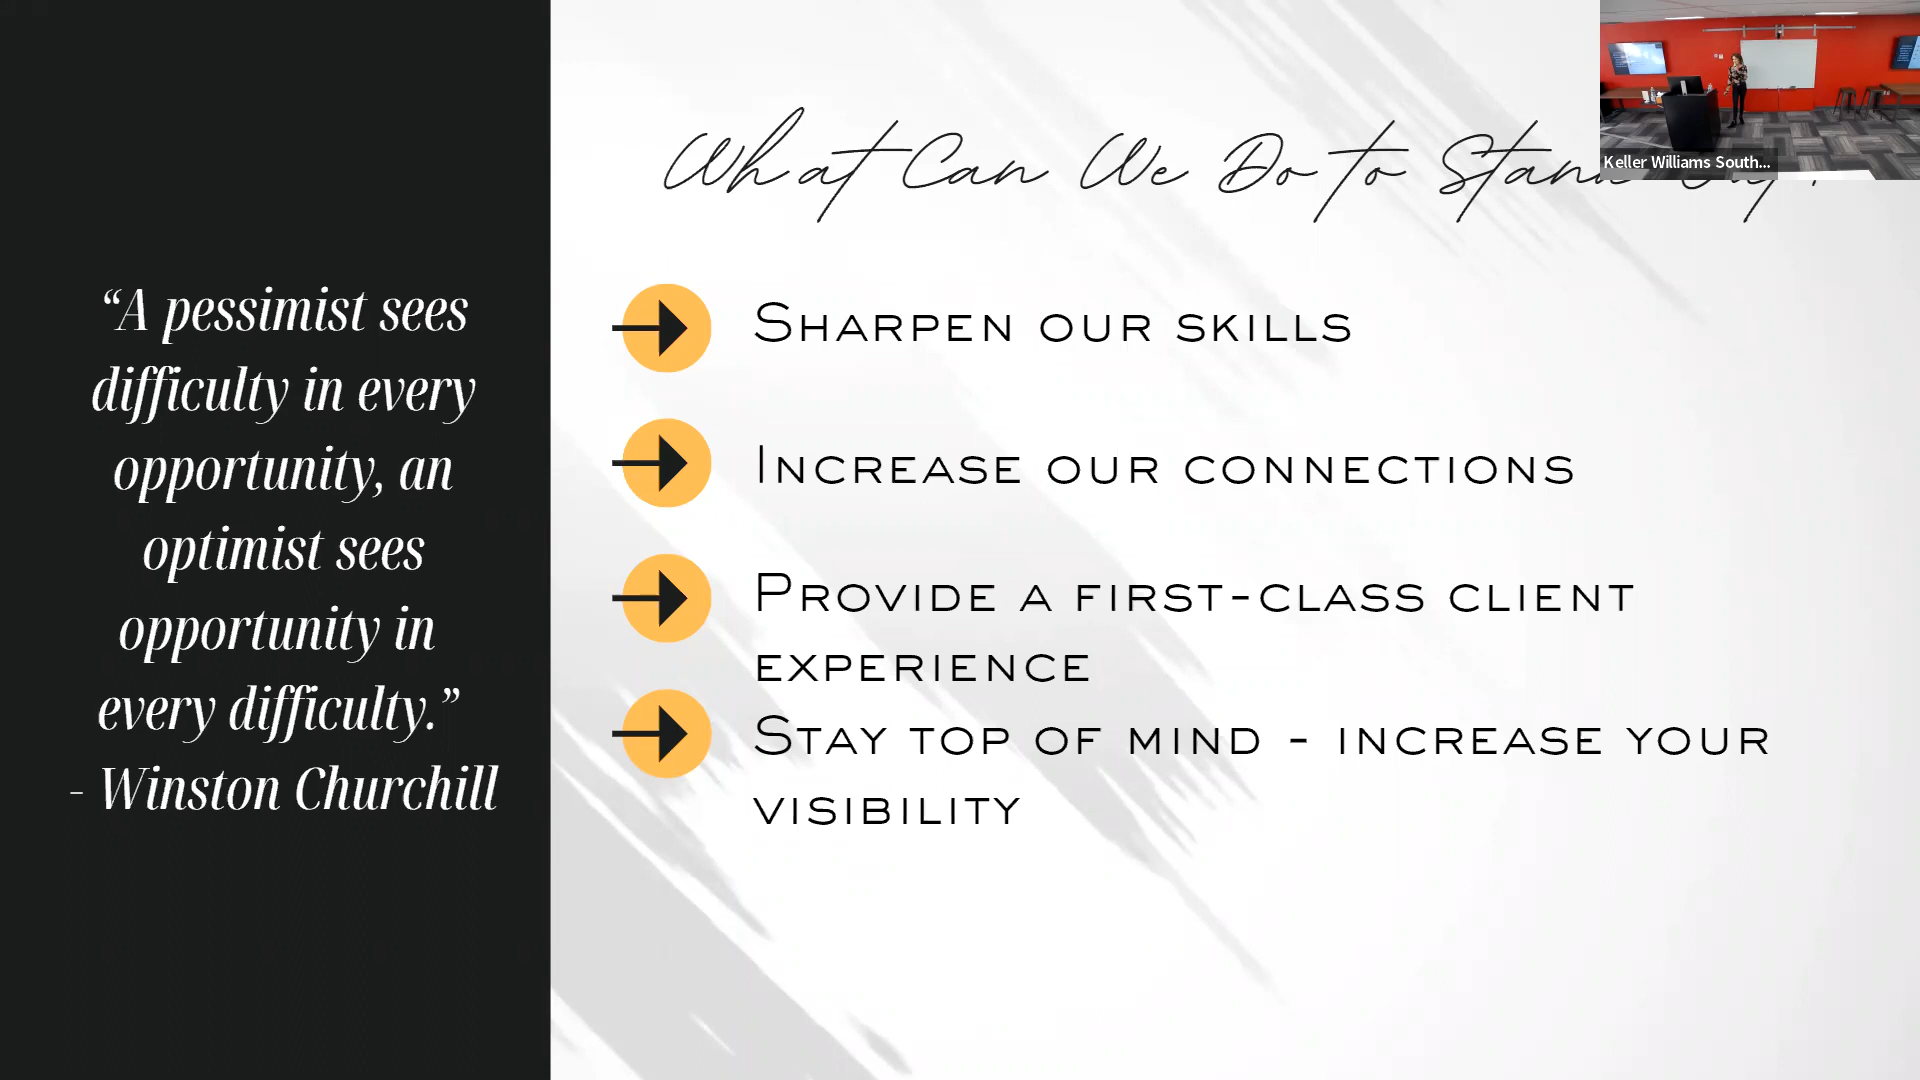 What Can We Do to Stand
Keller Williams South...
“A pessimist sees
difficulty in every
opportunity, an
optimist sees
opportunity in
every difficulty.”
- Winston Churchill
Sharpen our skills
Increase our connections
Provide a first-class client
experience
Stay top of mind - increase your
visibility